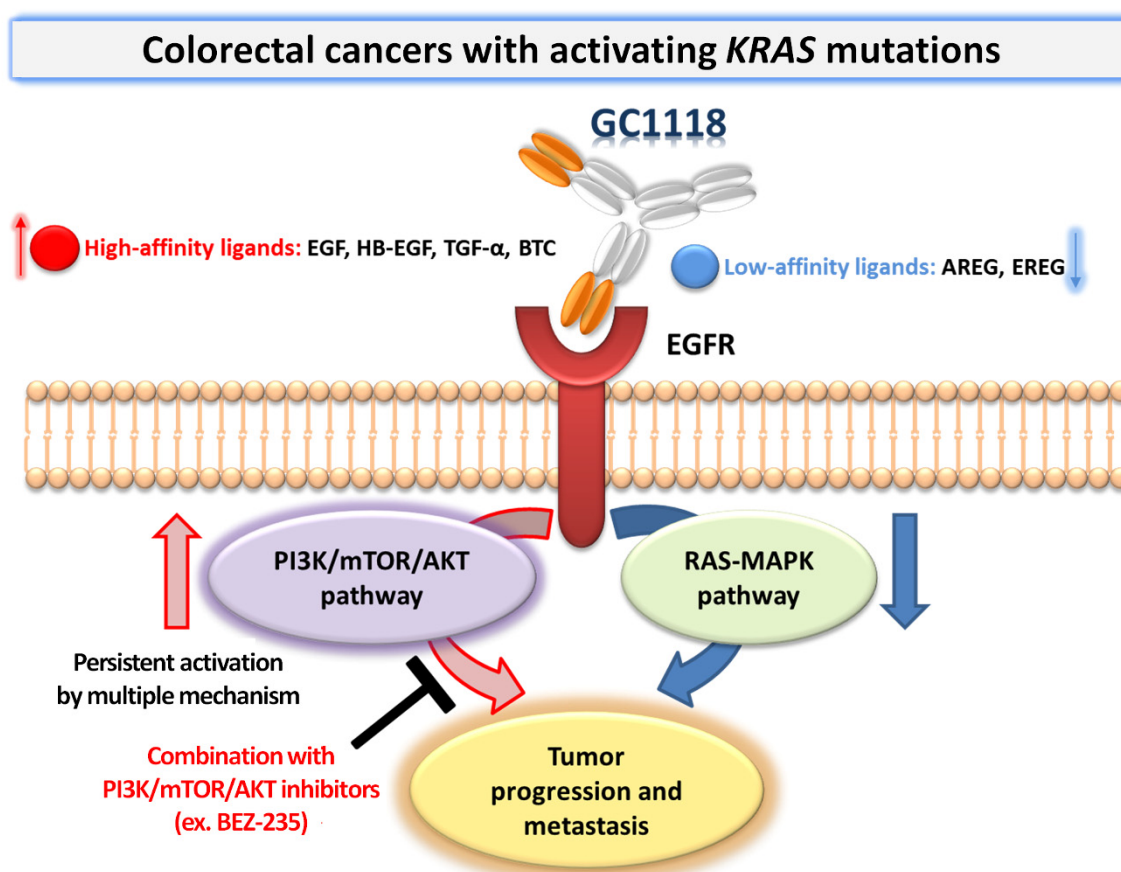 Colorectal cancers with activating KRAS mutations
GC1118
High-affinity ligands: EGF, HB-EGF, TGF-α, BTC
Low-affinity ligands: AREG, EREG
EGFR
PI3K/mTOR/AKT
pathway
RAS-MAPK
pathway
Persistent activation
by multiple mechanism
Combination with
PI3K/mTOR/AKT inhibitors
(ex. BEZ-235)
Tumor
progression and
metastasis